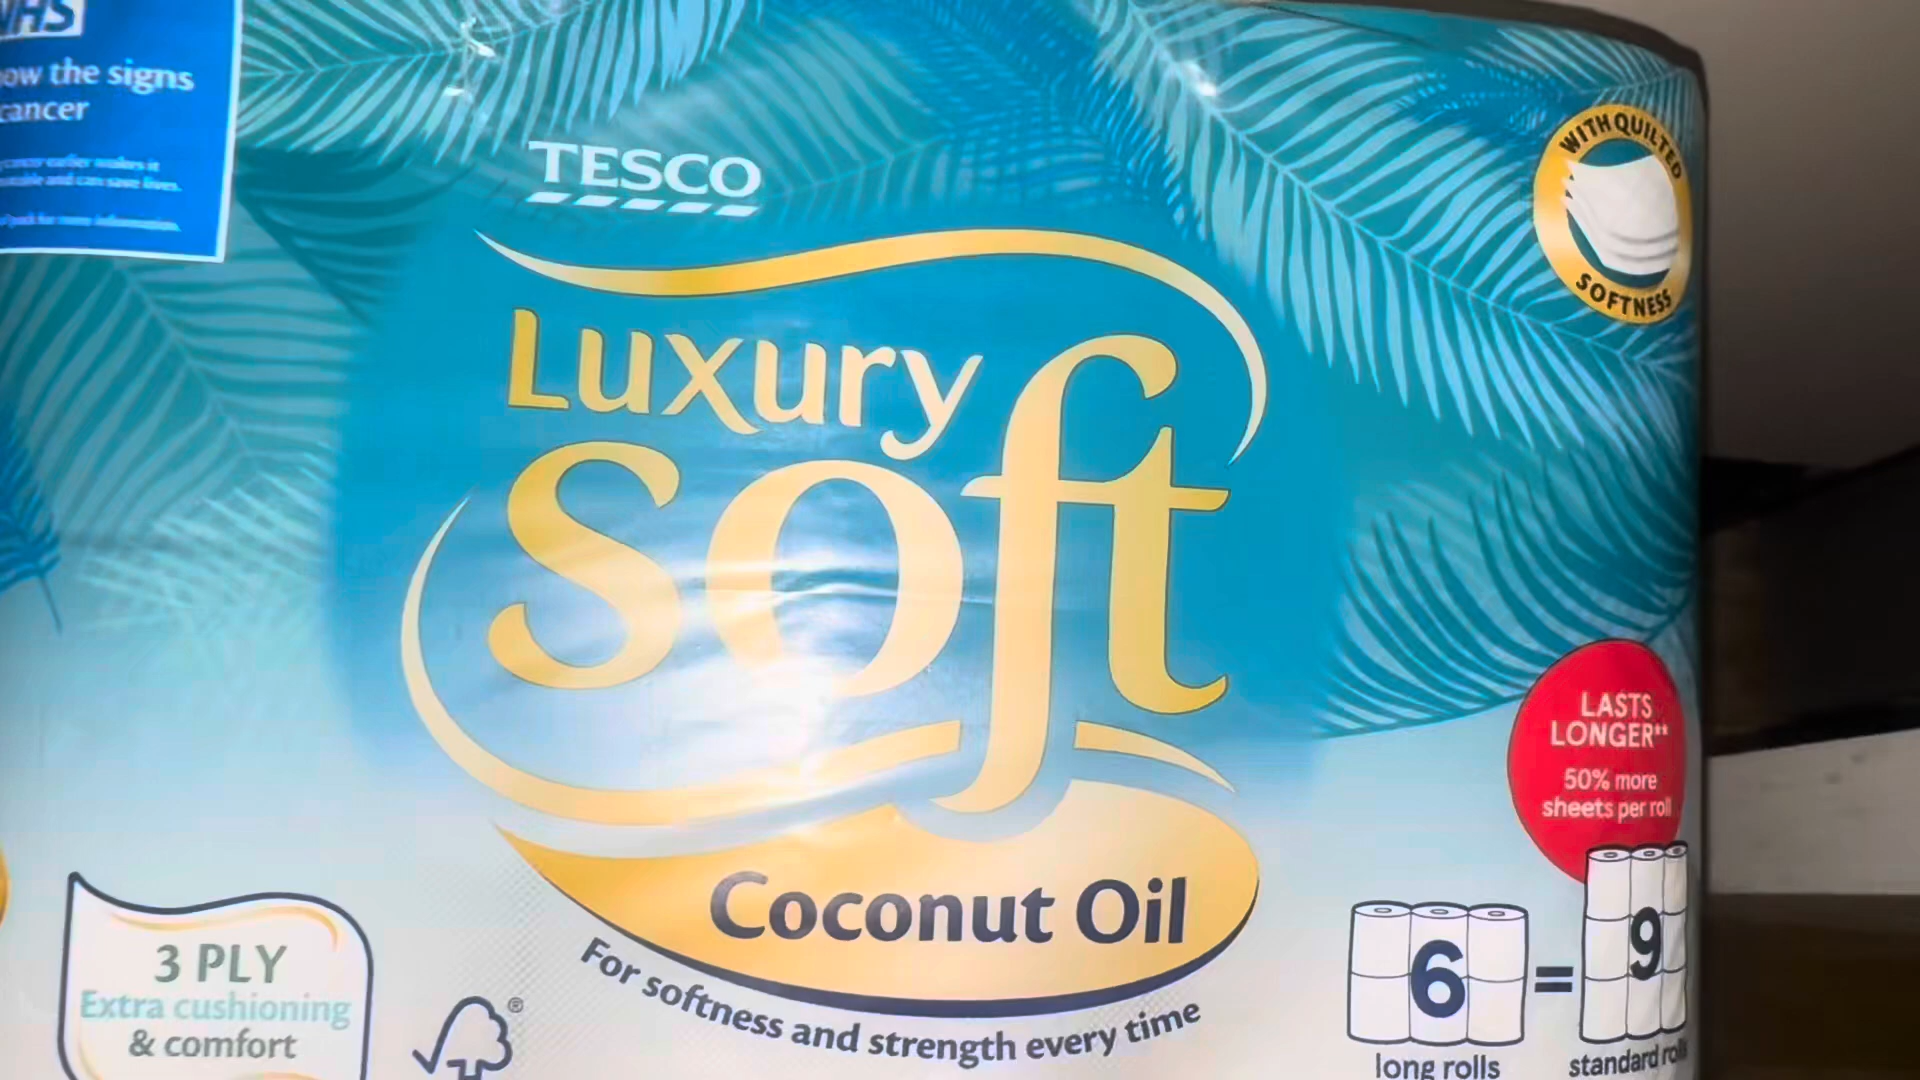 NHS
ow the signs
cancer
TESCO
WITH QUILTED
SOFTNESS
Luxury
Soft
LASTS
LONGER**
50% more
sheets per roll
Coconut Oil
For softness and strength every time
3 PLY
Extra cushioning
& comfort
®
6 = 9
long rolls
standard